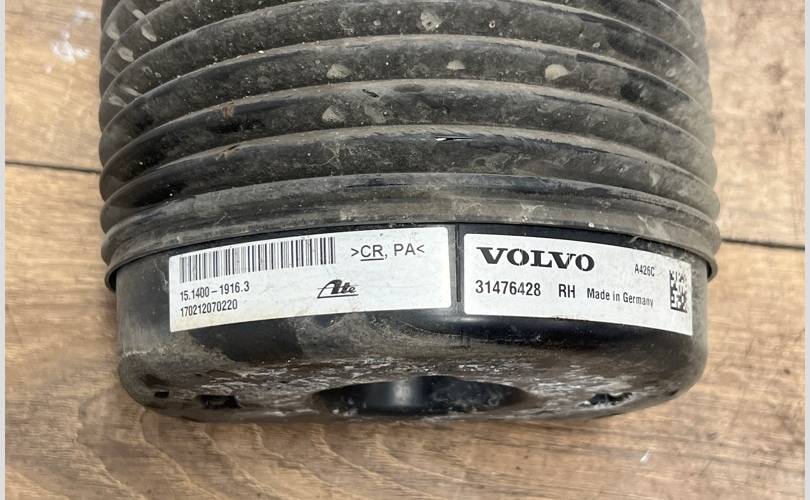 >CR, PA<
15.1400-1916.3
Ate
170212070220
VOLVO
A426C
31476428 RH Made in Germany